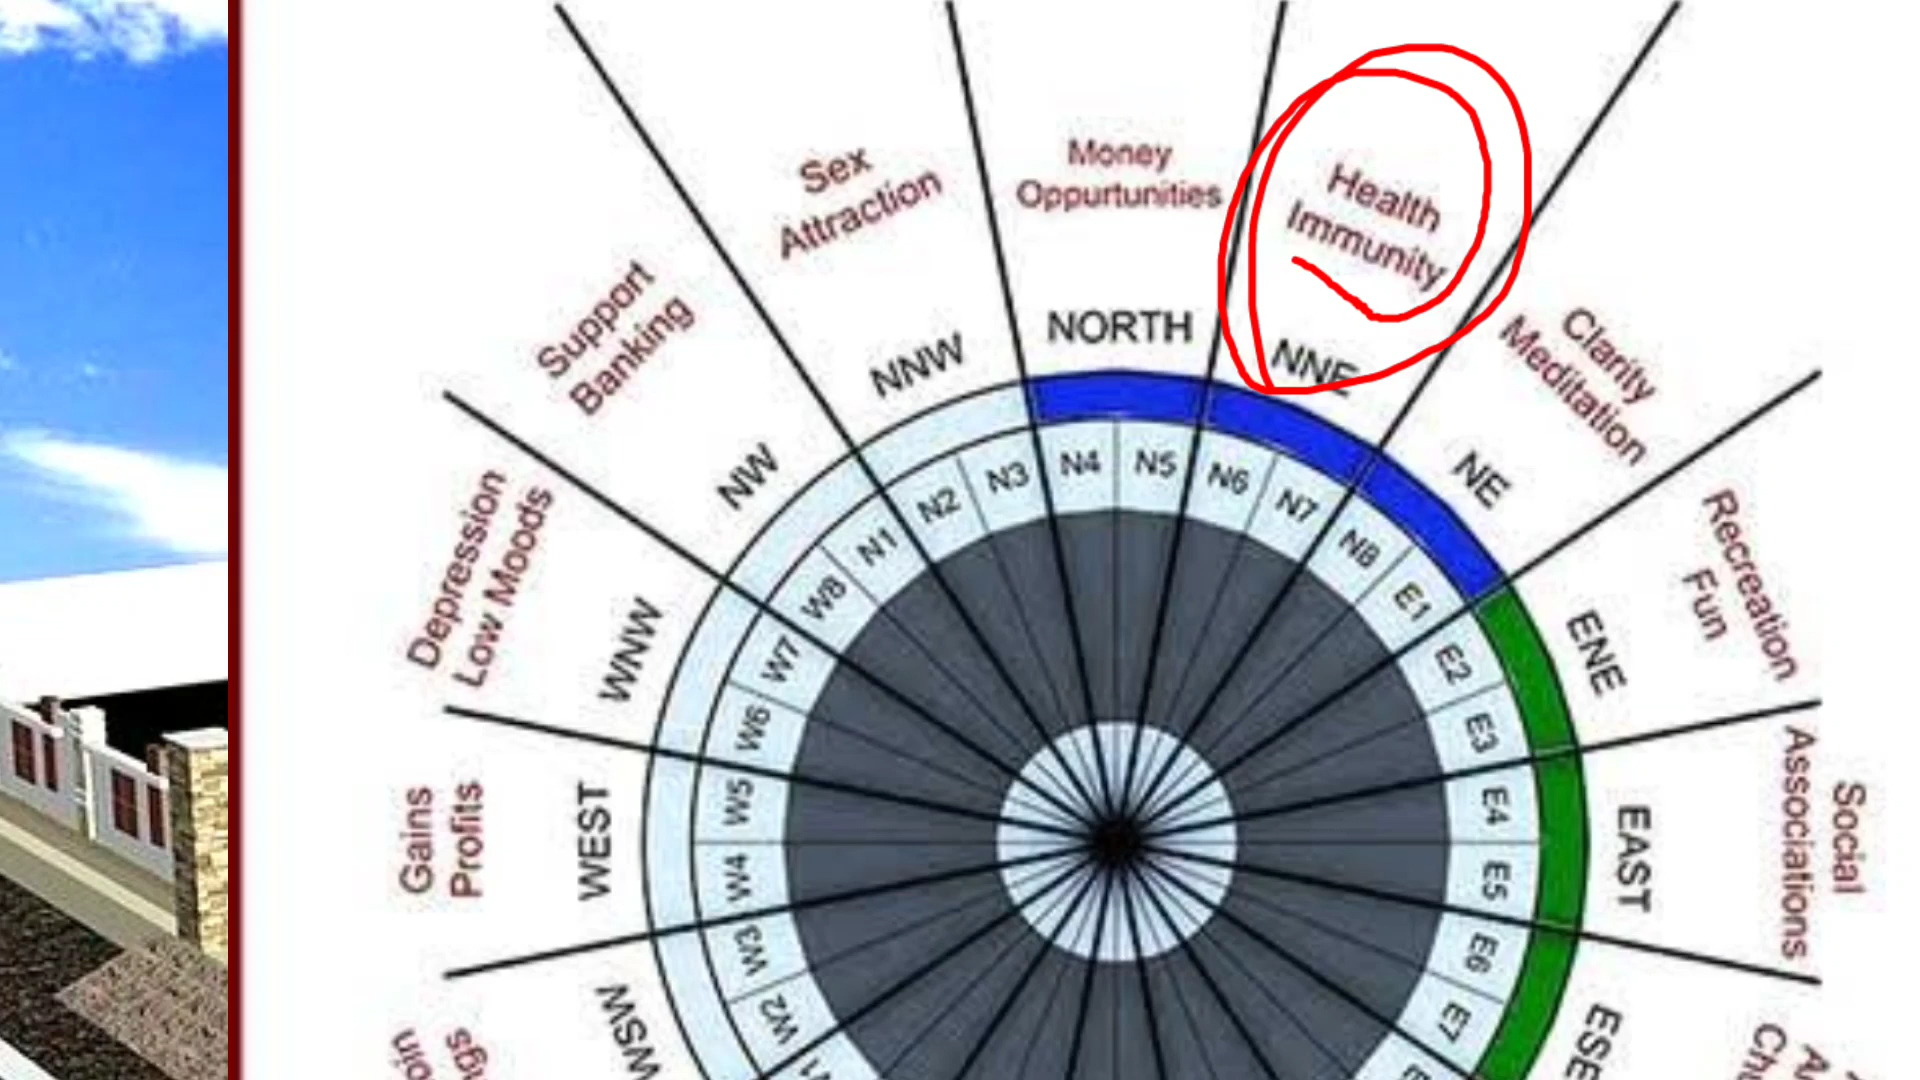 Sex
Attraction
Money
Oppurtunities
Health
Immunity
Support
Banking
Clarity
Meditation
Depression
Low Moods
Recreation
Fun
Gains
Profits
Social
Associations
NNW
NORTH
NNE
NW
NE
WNW
ENE
WEST
EAST
WSW
ESE
N1
N2
N3
N4
N5
N6
N7
N8
E1
E2
E3
E4
E5
E6
E7
W8
W7
W6
W5
W4
W3
W2